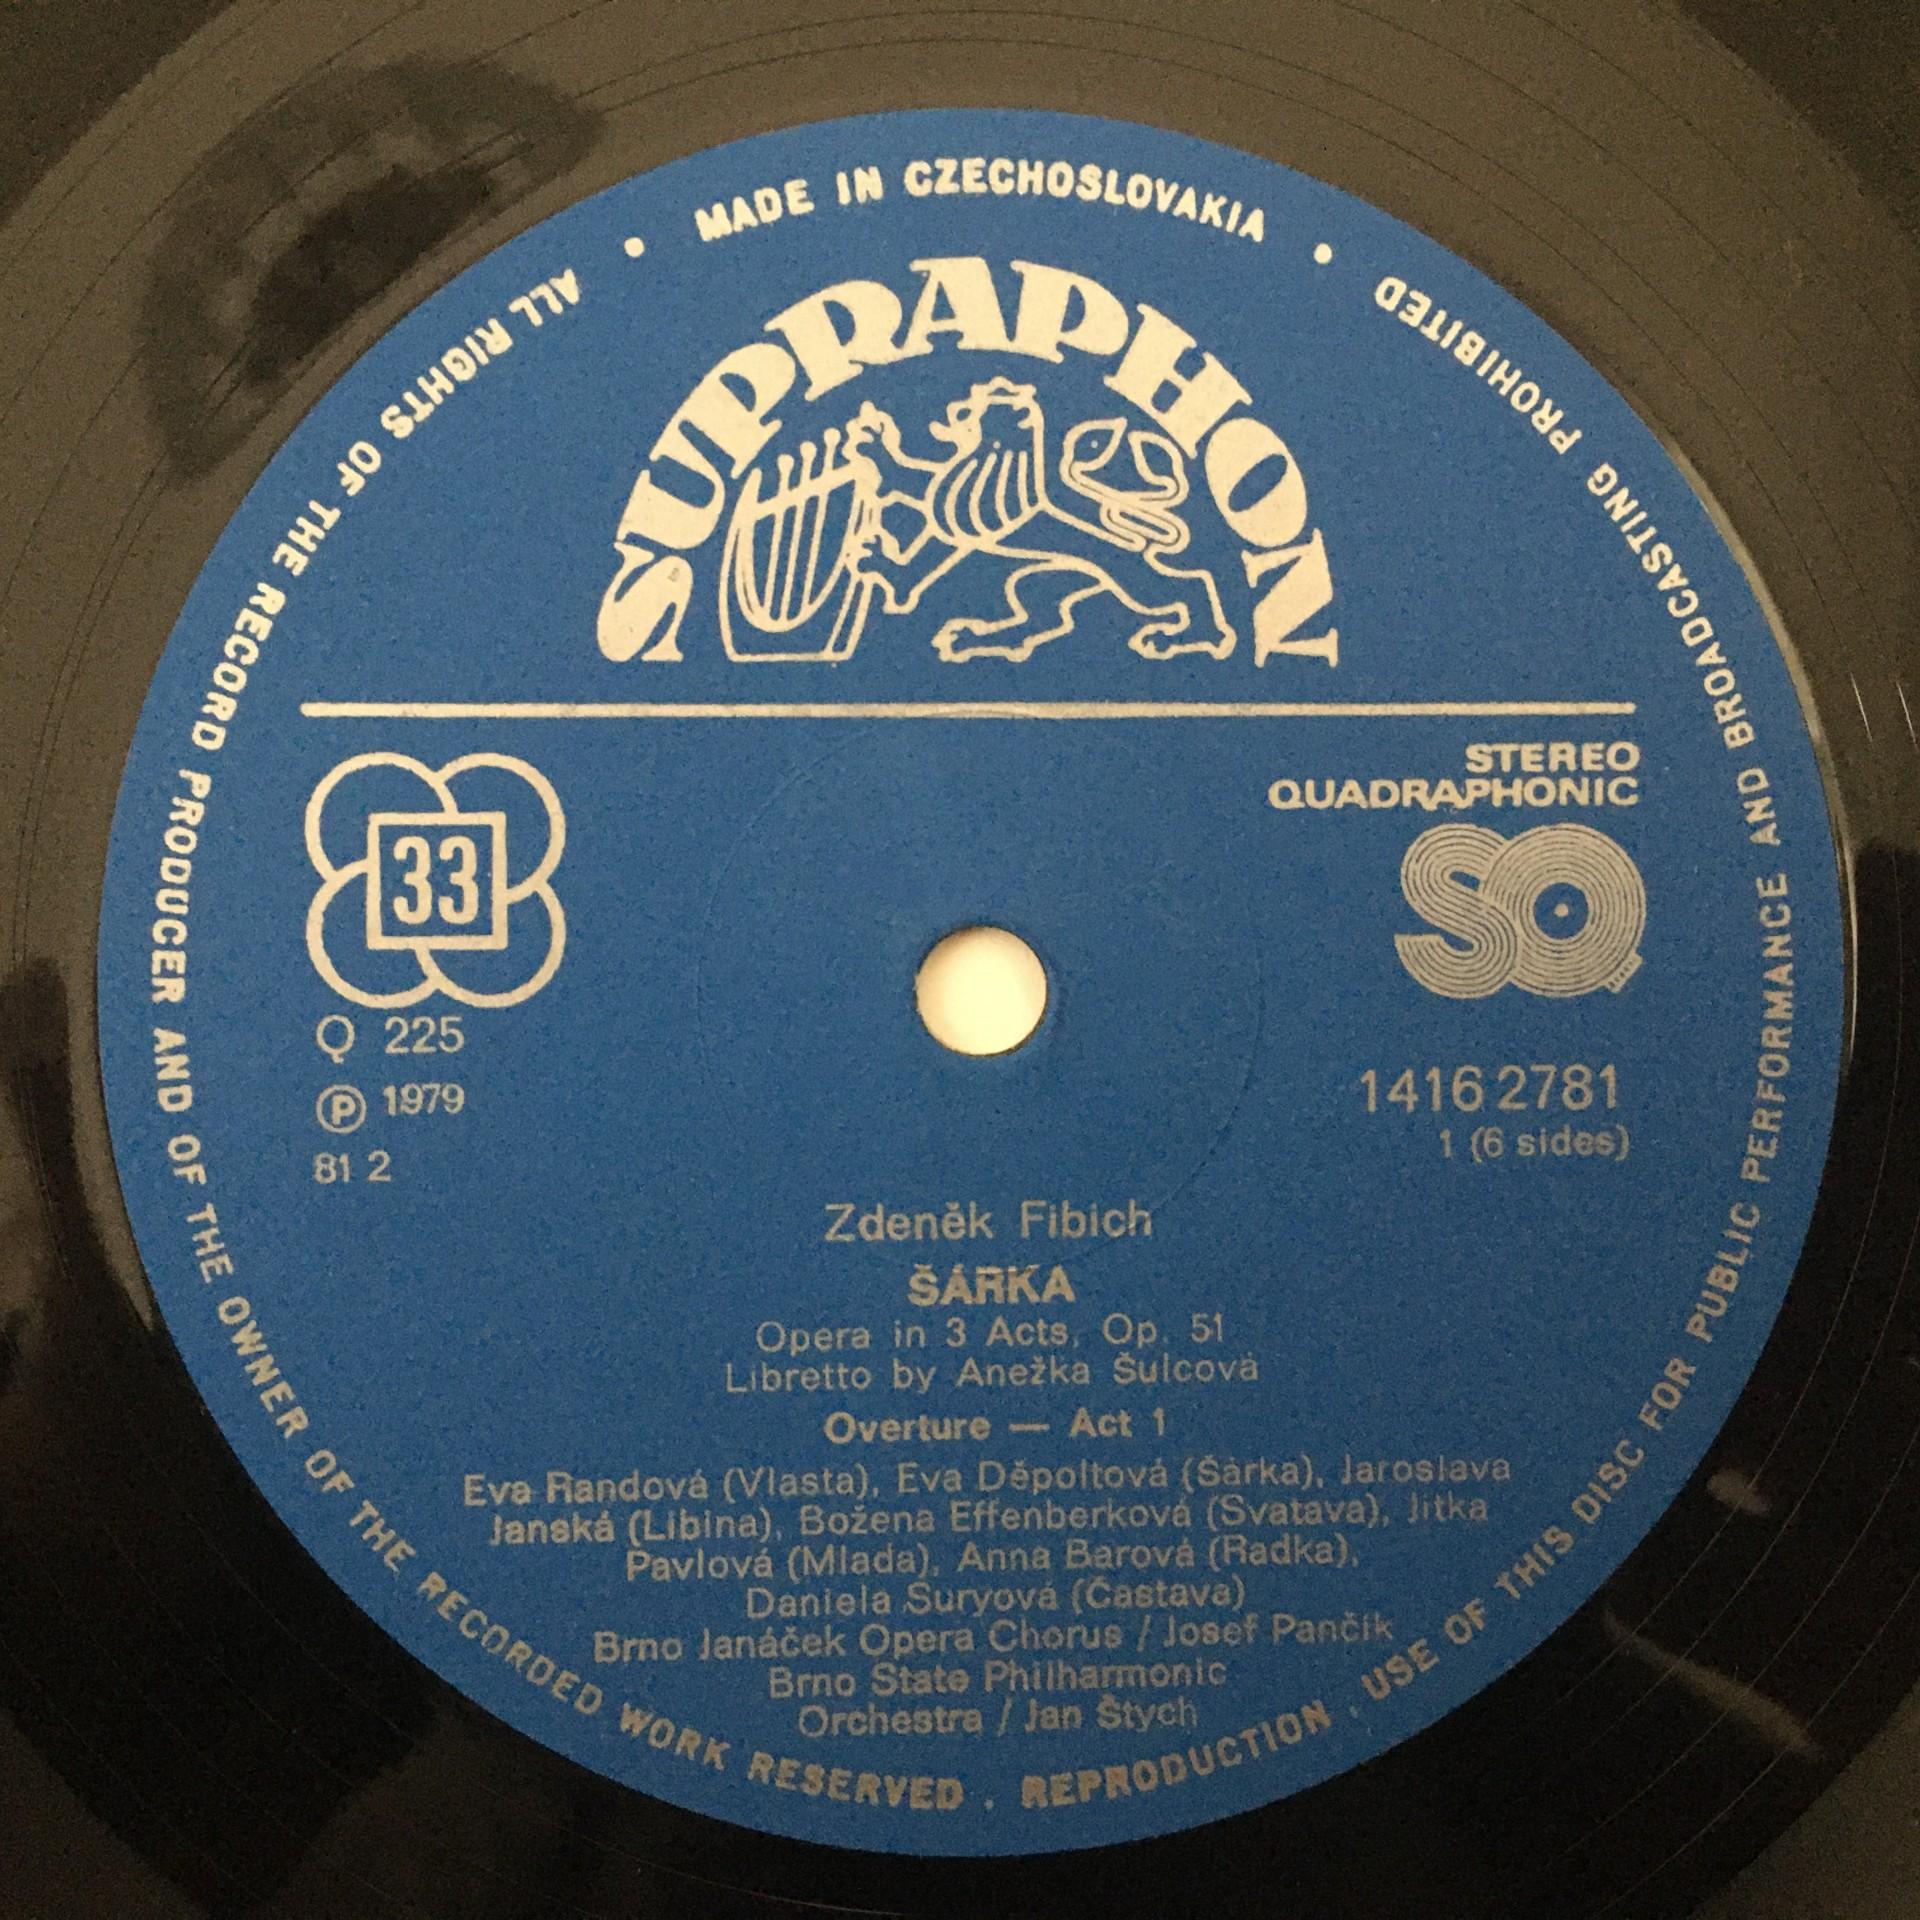 MADE IN CZECHOSLOVAKIA
SUPRAPHON
STEREO
QUADRAPHONIC
SQ
33
Q 225
Ⓟ 1979
81 2
1416 2781
1 (6 sides)
Zdeněk Fibich
ŠÁRKA
Opera in 3 Acts, Op. 51
Libretto by Anežka Šulcová
Overture — Act 1
Eva Randová (Vlasta), Eva Děpoltová (Šárka), Jaroslava
Janská (Libina), Božena Effenberková (Svatava), Jitka
Pavlová (Mlada), Anna Barová (Radka),
Daniela Suryová (Častava)
Brno Janáček Opera Chorus / Josef Pančík
Brno State Philharmonic
Orchestra / Jan Štych
ALL RIGHTS OF THE RECORD PRODUCER AND OF THE OWNER OF THE RECORDED WORK RESERVED . REPRODUCTION . USE OF THIS DISC FOR PUBLIC PERFORMANCE AND BROADCASTING PROHIBITED